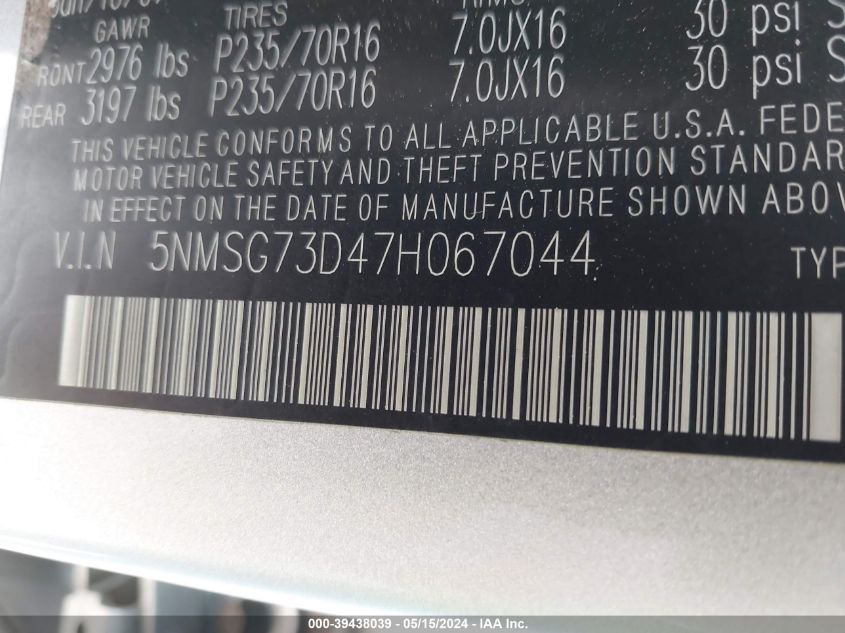 GAWR TIRES 30 psi
FRONT 2976 lbs P235/70R16 7.0JX16 30 psi
REAR 3197 lbs P235/70R16 7.0JX16
THIS VEHICLE CONFORMS TO ALL APPLICABLE U.S.A. FEDE
MOTOR VEHICLE SAFETY AND THEFT PREVENTION STANDAR
IN EFFECT ON THE DATE OF MANUFACTURE SHOWN ABOV
V.I.N 5NMSG73D47H067044 TYP
000-39438039 - 05/15/2024 - IAA Inc.